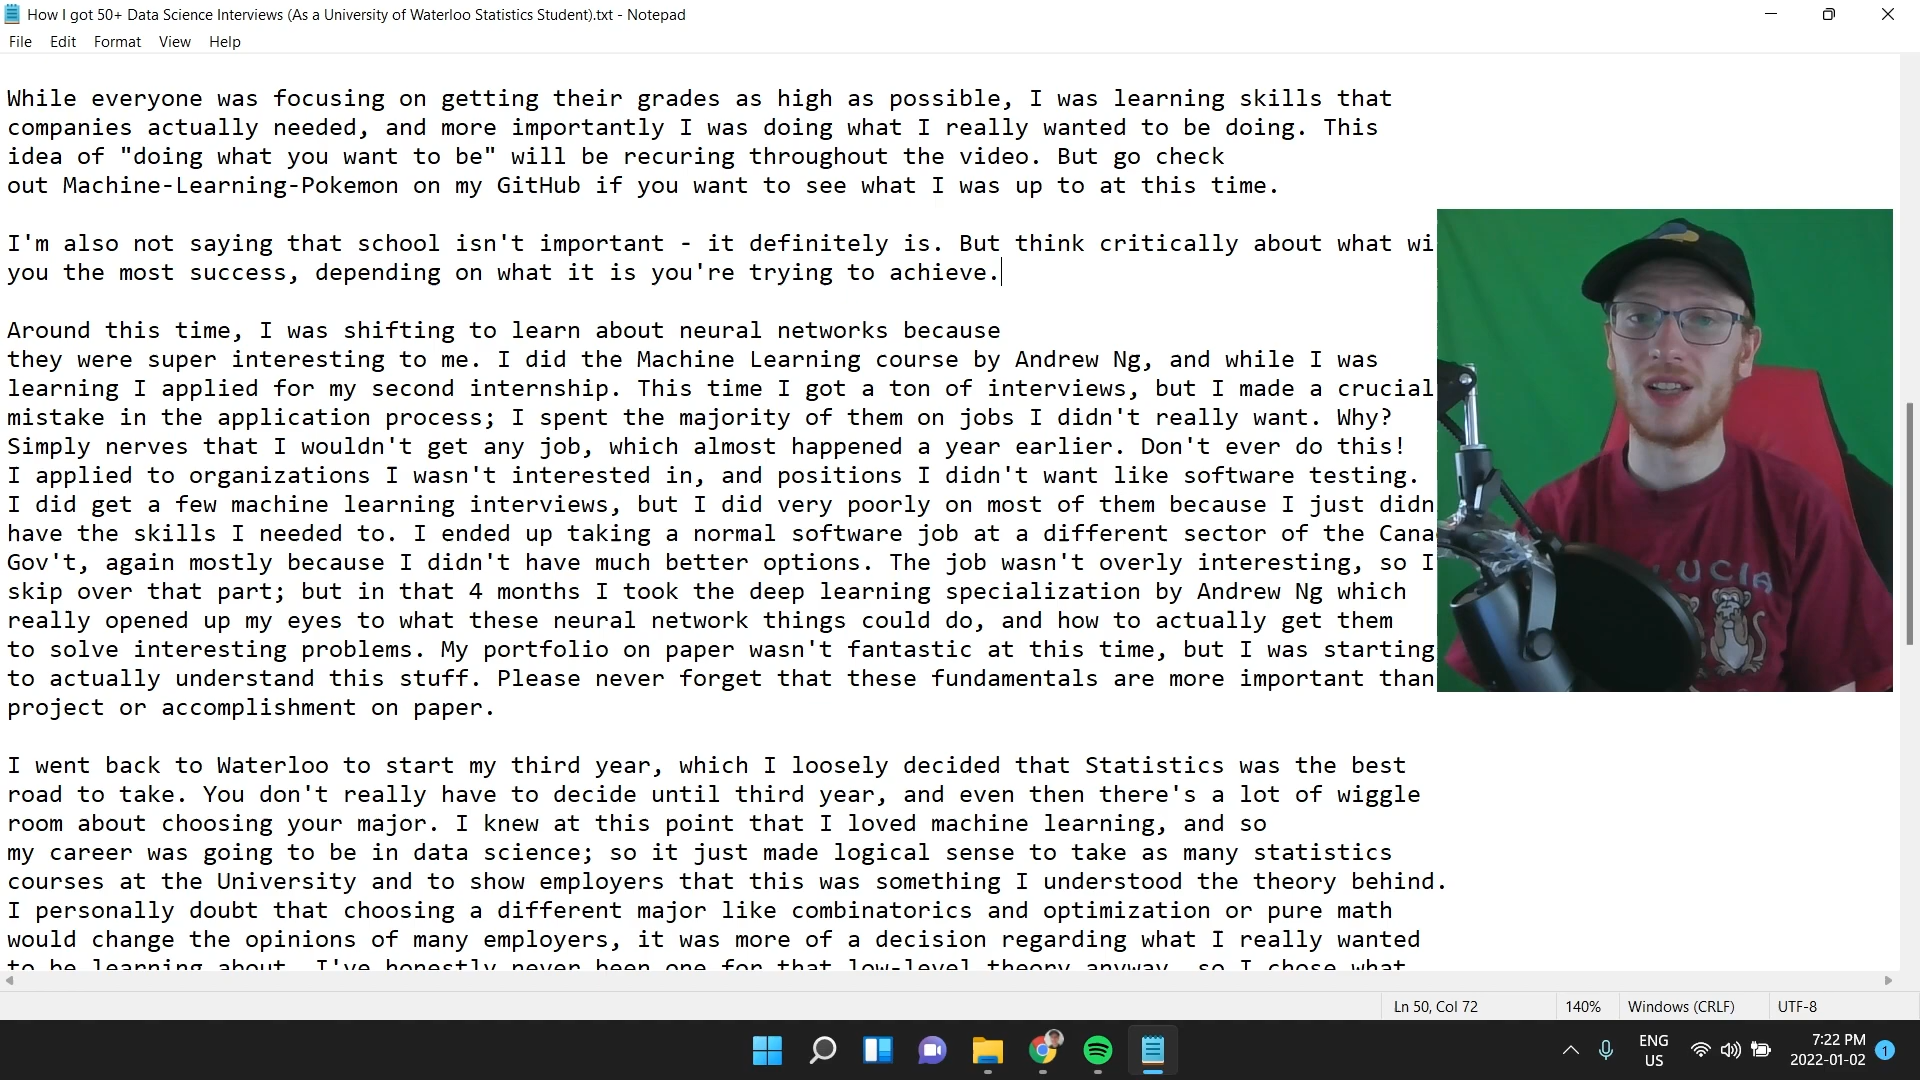 How I got 50+ Data Science Interviews (As a University of Waterloo Statistics Student).txt - Notepad
File Edit Format View Help
While everyone was focusing on getting their grades as high as possible, I was learning skills that
companies actually needed, and more importantly I was doing what I really wanted to be doing. This
idea of "doing what you want to be" will be recuring throughout the video. But go check
out Machine-Learning-Pokemon on my GitHub if you want to see what I was up to at this time.
I'm also not saying that school isn't important - it definitely is. But think critically about what wi
you the most success, depending on what it is you're trying to achieve.
Around this time, I was shifting to learn about neural networks because
they were super interesting to me. I did the Machine Learning course by Andrew Ng, and while I was
learning I applied for my second internship. This time I got a ton of interviews, but I made a crucial
mistake in the application process; I spent the majority of them on jobs I didn't really want. Why?
Simply nerves that I wouldn't get any job, which almost happened a year earlier. Don't ever do this!
I applied to organizations I wasn't interested in, and positions I didn't want like software testing.
I did get a few machine learning interviews, but I did very poorly on most of them because I just didn
have the skills I needed to. I ended up taking a normal software job at a different sector of the Cana
Gov't, again mostly because I didn't have much better options. The job wasn't overly interesting, so I
skip over that part; but in that 4 months I took the deep learning specialization by Andrew Ng which
really opened up my eyes to what these neural network things could do, and how to actually get them
to solve interesting problems. My portfolio on paper wasn't fantastic at this time, but I was starting
to actually understand this stuff. Please never forget that these fundamentals are more important than
project or accomplishment on paper.
I went back to Waterloo to start my third year, which I loosely decided that Statistics was the best
road to take. You don't really have to decide until third year, and even then there's a lot of wiggle
room about choosing your major. I knew at this point that I loved machine learning, and so
my career was going to be in data science; so it just made logical sense to take as many statistics
courses at the University and to show employers that this was something I understood the theory behind.
I personally doubt that choosing a different major like combinatorics and optimization or pure math
would change the opinions of many employers, it was more of a decision regarding what I really wanted
to be learning about. I've honestly never been one for that low-level theory anyway, so I chose what
UCIA
Ln 50, Col 72 140% Windows (CRLF) UTF-8
ENG
US
7:22 PM
2022-01-02
1